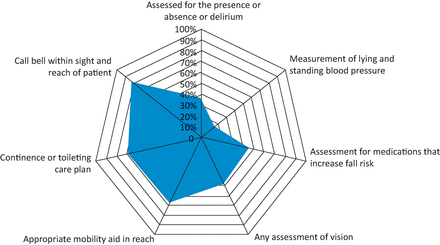 Assessed for the presence or
absence or delirium
100%
90%
80%
70%
60%
50%
40%
30%
20%
10%
0
Measurement of lying and
standing blood pressure
Call bell within sight and
reach of patient
Assessment for medications that
increase fall risk
Continence or toileting
care plan
Any assessment of vision
Appropriate mobility aid in reach